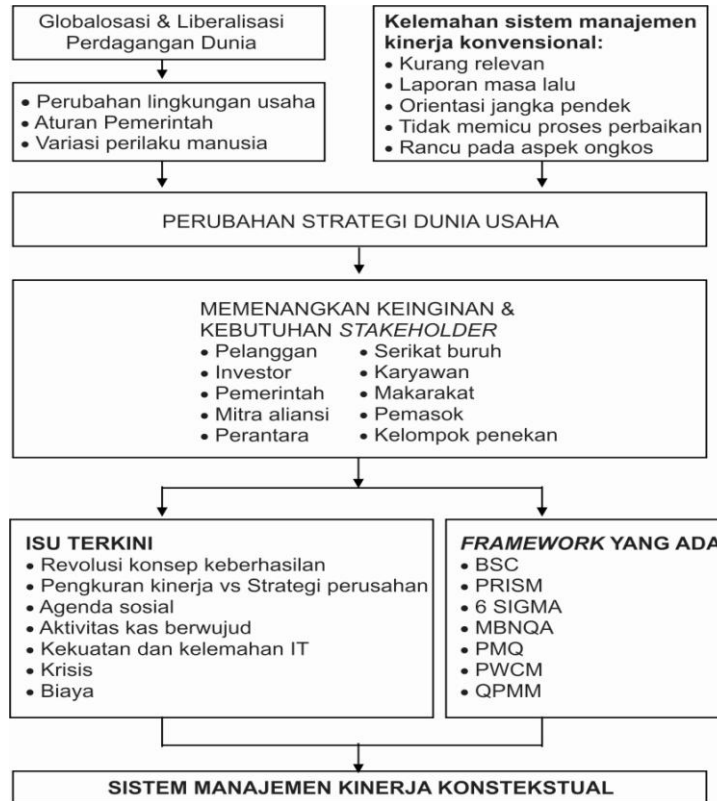 Globalosasi & Liberalisasi
Perdagangan Dunia
Kelemahan sistem manajemen
kinerja konvensional:
• Kurang relevan
• Laporan masa lalu
• Orientasi jangka pendek
• Tidak memicu proses perbaikan
• Rancu pada aspek ongkos
• Perubahan lingkungan usaha
• Aturan Pemerintah
• Variasi perilaku manusia
PERUBAHAN STRATEGI DUNIA USAHA
MEMENANGKAN KEINGINAN &
KEBUTUHAN STAKEHOLDER
• Pelanggan
• Investor
• Pemerintah
• Mitra aliansi
• Perantara
• Serikat buruh
• Karyawan
• Makarakat
• Pemasok
• Kelompok penekan
ISU TERKINI
• Revolusi konsep keberhasilan
• Pengkuran kinerja vs Strategi perusahan
• Agenda sosial
• Aktivitas kas berwujud
• Kekuatan dan kelemahan IT
• Krisis
• Biaya
FRAMEWORK YANG ADA
• BSC
• PRISM
• 6 SIGMA
• MBNQA
• PMQ
• PWCM
• QPMM
SISTEM MANAJEMEN KINERJA KONSTEKSTUAL